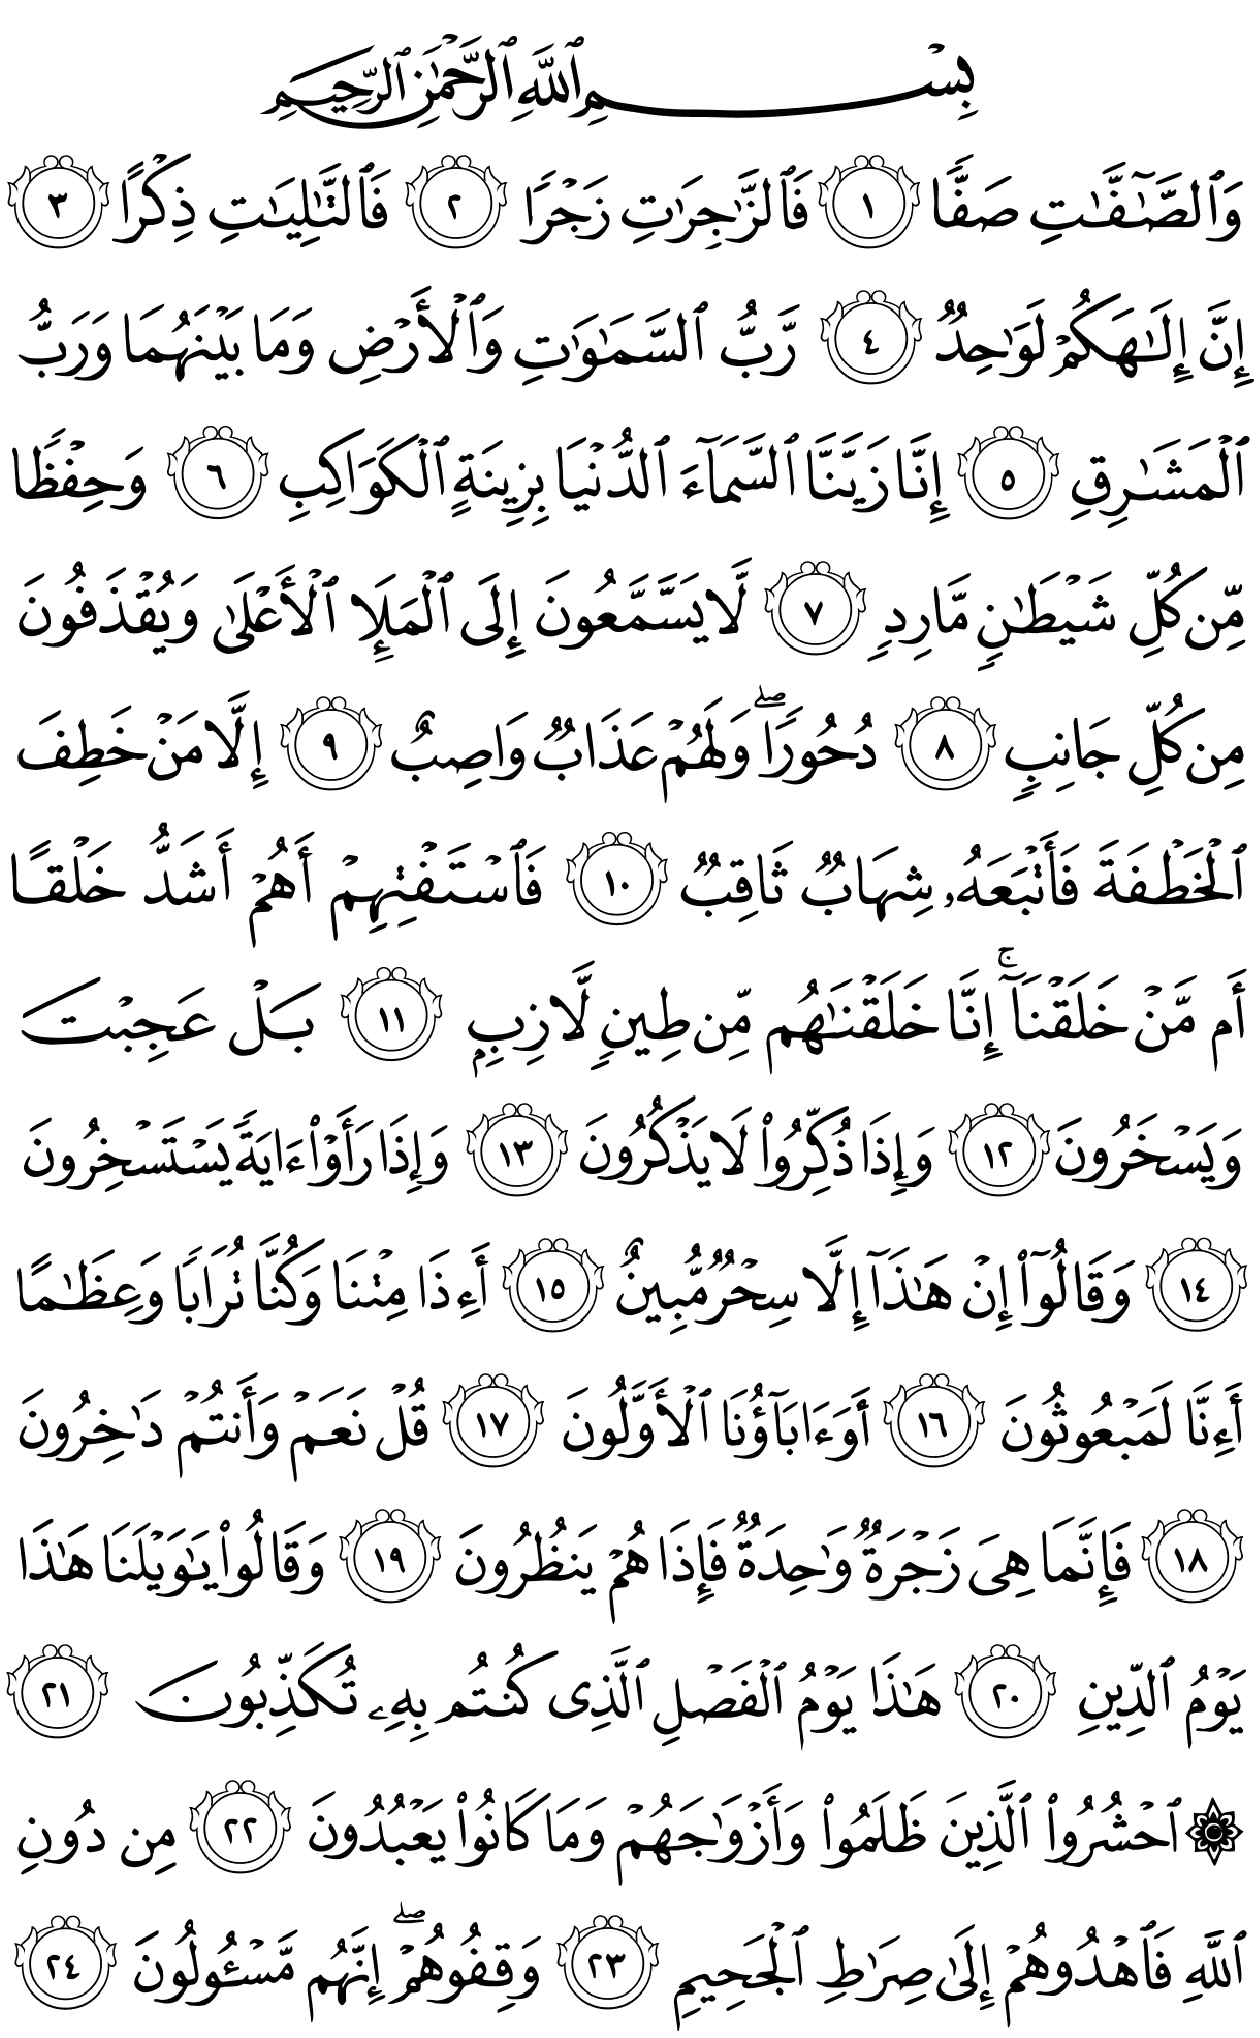 بِسْمِ ٱللَّهِ ٱلرَّحْمَٰنِ ٱلرَّحِيمِ
وَٱلصَّٰٓفَّٰتِ صَفًّا ١ فَٱلزَّٰجِرَٰتِ زَجْرًا ٢ فَٱلتَّٰلِيَٰتِ ذِكْرًا ٣
إِنَّ إِلَٰهَكُمْ لَوَٰحِدٌ ٤ رَّبُّ ٱلسَّمَٰوَٰتِ وَٱلْأَرْضِ وَمَا بَيْنَهُمَا وَرَبُّ
ٱلْمَشَٰرِقِ ٥ إِنَّا زَيَّنَّا ٱلسَّمَآءَ ٱلدُّنْيَا بِزِينَةٍ ٱلْكَوَاكِبِ ٦ وَحِفْظًا
مِّن كُلِّ شَيْطَٰنٍ مَّارِدٍ ٧ لَّا يَسَّمَّعُونَ إِلَى ٱلْمَلَإِ ٱلْأَعْلَىٰ وَيُقْذَفُونَ
مِن كُلِّ جَانِبٍ ٨ دُحُورًا ۖ وَلَهُمْ عَذَابٌ وَاصِبٌ ٩ إِلَّا مَنْ خَطِفَ
ٱلْخَطْفَةَ فَأَتْبَعَهُۥ شِهَابٌ ثَاقِبٌ ١٠ فَٱسْتَفْتِهِمْ أَهُمْ أَشَدُّ خَلْقًا
أَم مَّنْ خَلَقْنَآ ۚ إِنَّا خَلَقْنَٰهُم مِّن طِينٍ لَّازِبٍۭ ١١ بَلْ عَجِبْتَ
وَيَسْخَرُونَ ١٢ وَإِذَا ذُكِّرُوا۟ لَا يَذْكُرُونَ ١٣ وَإِذَا رَأَوْا۟ ءَايَةً يَسْتَسْخِرُونَ
١٤ وَقَالُوٓا۟ إِنْ هَٰذَآ إِلَّا سِحْرٌ مُّبِينٌ ١٥ أَءِذَا مِتْنَا وَكُنَّا تُرَابًا وَعِظَٰمًا
أَءِنَّا لَمَبْعُوثُونَ ١٦ أَوَءَابَآؤُنَا ٱلْأَوَّلُونَ ١٧ قُلْ نَعَمْ وَأَنتُمْ دَٰخِرُونَ
١٨ فَإِنَّمَا هِىَ زَجْرَةٌ وَٰحِدَةٌ فَإِذَا هُمْ يَنظُرُونَ ١٩ وَقَالُوا۟ يَٰوَيْلَنَا هَٰذَا
يَوْمُ ٱلدِّينِ ٢٠ هَٰذَا يَوْمُ ٱلْفَصْلِ ٱلَّذِى كُنتُم بِهِۦ تُكَذِّبُونَ ٢١
۞ ٱحْشُرُوا۟ ٱلَّذِينَ ظَلَمُوا۟ وَأَزْوَٰجَهُمْ وَمَا كَانُوا۟ يَعْبُدُونَ ٢٢ مِن دُونِ
ٱللَّهِ فَٱهْدُوهُمْ إِلَىٰ صِرَٰطِ ٱلْجَحِيمِ ٢٣ وَقِفُوهُمْ ۖ إِنَّهُم مَّسْـُٔولُونَ ٢٤